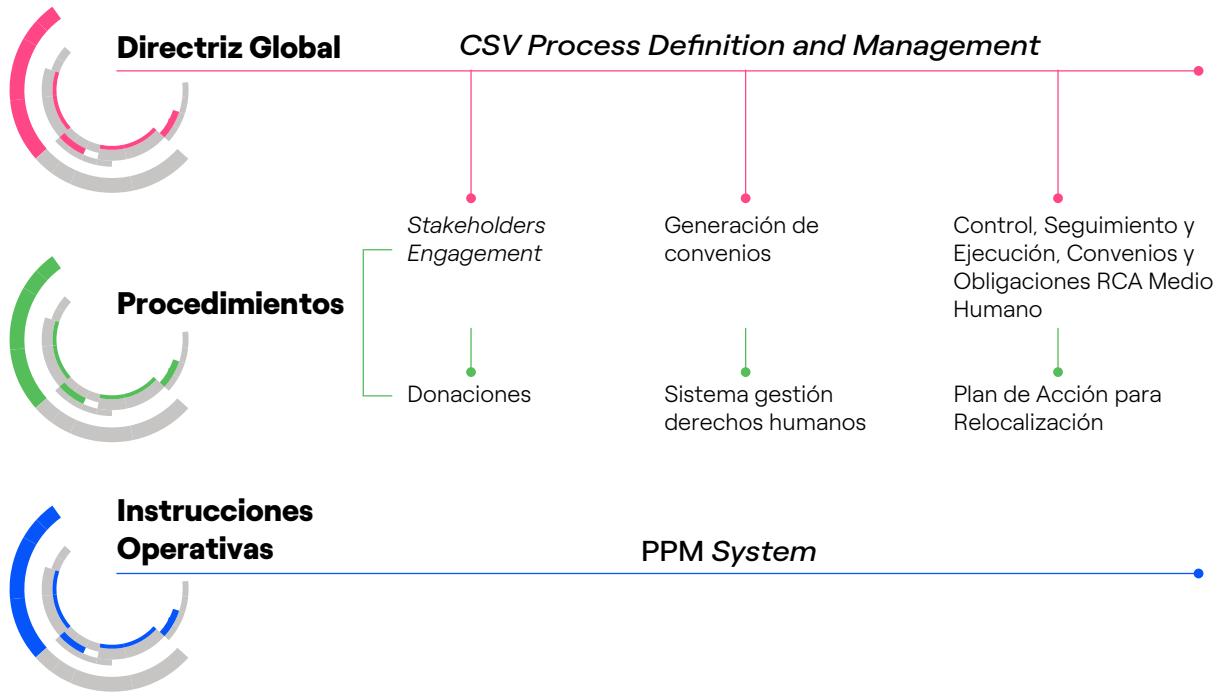 Directriz Global
CSV Process Definition and Management
Procedimientos
Stakeholders
Engagement
Generación de
convenios
Control, Seguimiento y
Ejecución, Convenios y
Obligaciones RCA Medio
Humano
Donaciones
Sistema gestión
derechos humanos
Plan de Acción para
Relocalización
Instrucciones
Operativas
PPM System